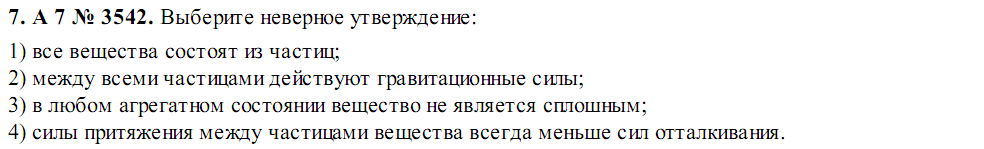 7. А 7 № 3542. Выберите неверное утверждение:
1) все вещества состоят из частиц;
2) между всеми частицами действуют гравитационные силы;
3) в любом агрегатном состоянии вещество не является сплошным;
4) силы притяжения между частицами вещества всегда меньше сил отталкивания.